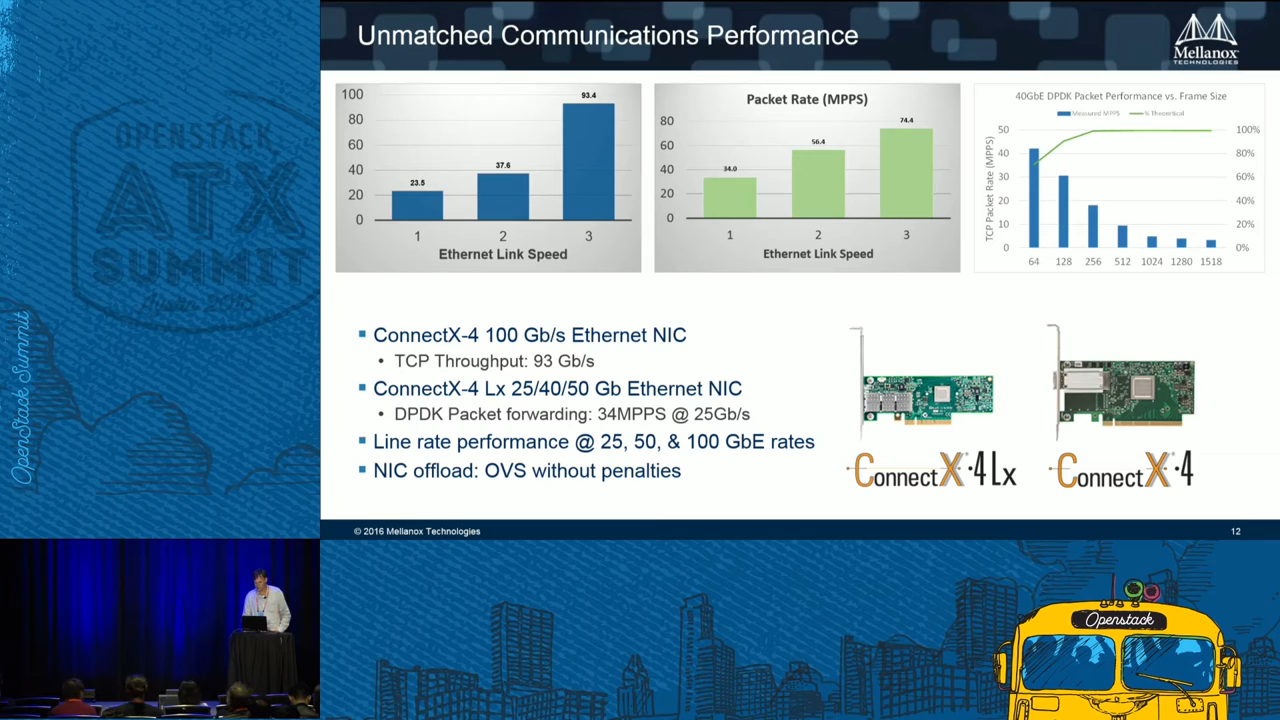 Unmatched Communications Performance
Mellanox
TECHNOLOGIES
OPENSTACK
ATX
SUMMIT
Austin 2016
OpenStack Summit
100
80
60
40
20
0
23.5
37.6
93.4
1 2 3
Ethernet Link Speed
Packet Rate (MPPS)
80
60
40
20
0
34.0
56.4
74.4
1 2 3
Ethernet Link Speed
40GbE DPDK Packet Performance vs. Frame Size
Measured MPPS % Theoretical
TCP Packet Rate (MPPS)
50
40
30
20
10
0
100%
80%
60%
40%
20%
0%
64 128 256 512 1024 1280 1518
▪ ConnectX-4 100 Gb/s Ethernet NIC
• TCP Throughput: 93 Gb/s
▪ ConnectX-4 Lx 25/40/50 Gb Ethernet NIC
• DPDK Packet forwarding: 34MPPS @ 25Gb/s
▪ Line rate performance @ 25, 50, & 100 GbE rates
▪ NIC offload: OVS without penalties
ConnectX·4Lx
ConnectX·4
© 2016 Mellanox Technologies
12
Openstack